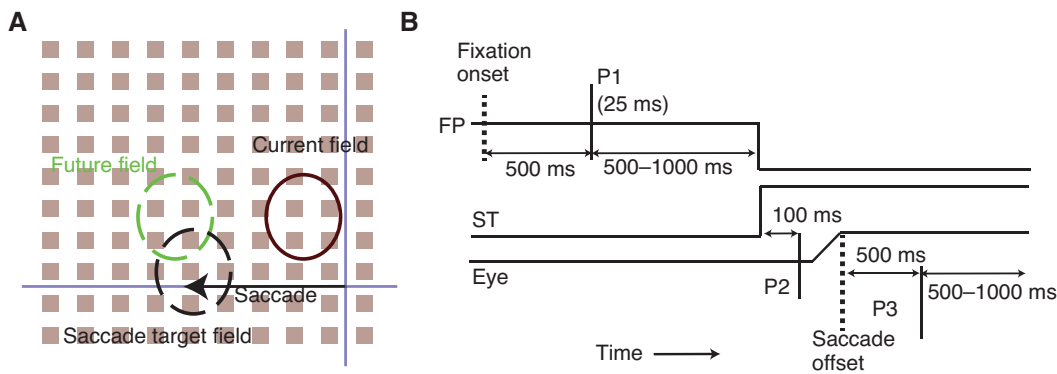 A
Future field
Current field
Saccade
Saccade target field
B
Fixation
onset
P1
(25 ms)
FP
500 ms
500–1000 ms
ST
100 ms
Eye
P2
500 ms
500–1000 ms
P3
Saccade
offset
Time